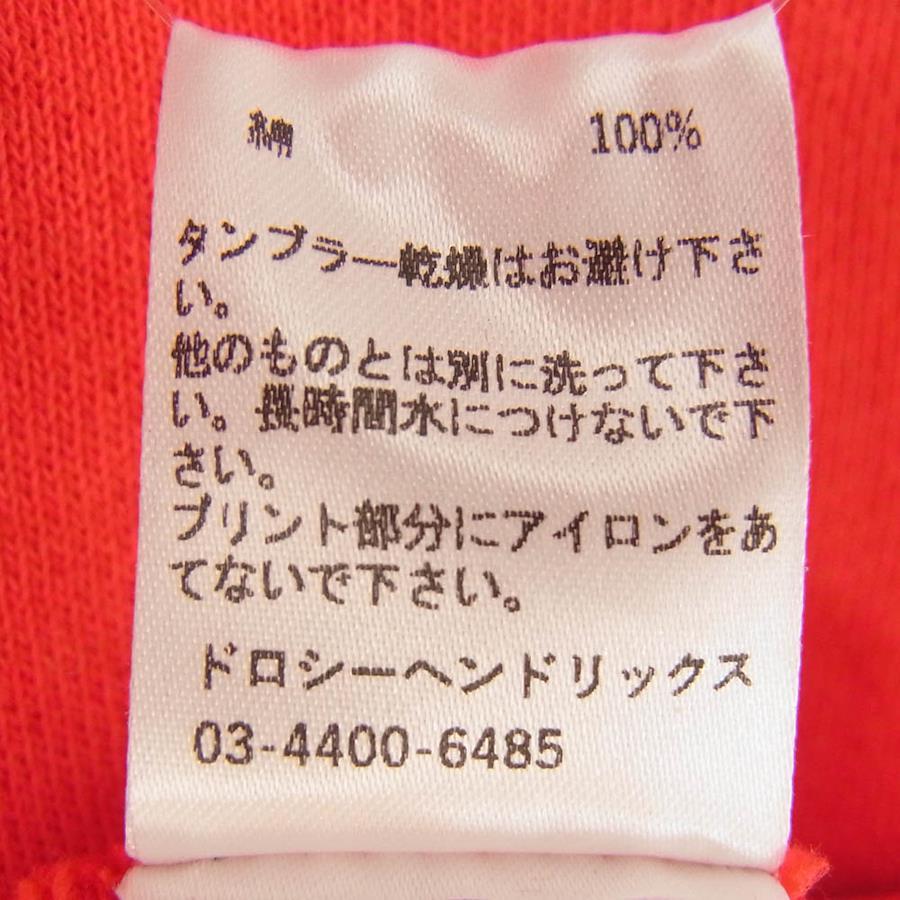 綿 100%
タンブラー乾燥はお避け下さ
い。
他のものとは別に洗って下さ
い。長時間水につけないで下
さい。
プリント部分にアイロンをあ
てないで下さい。
ドロシーヘンドリックス
03-4400-6485